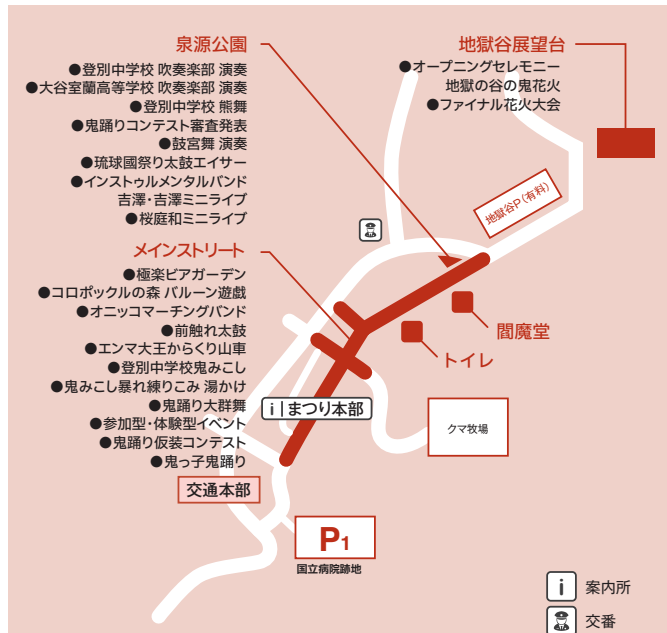 泉源公園
●登別中学校 吹奏楽部 演奏
●大谷室蘭高等学校 吹奏楽部 演奏
●登別中学校 熊舞
●鬼踊りコンテスト審査発表
●鼓宮舞 演奏
●琉球國祭り太鼓エイサー
●インストゥルメンタルバンド
吉澤・吉澤ミニライブ
●桜庭和ミニライブ
地獄谷展望台
●オープニングセレモニー
地獄の谷の鬼花火
●ファイナル花火大会
地獄谷P(有料)
メインストリート
●極楽ビアガーデン
●コロポックルの森 バルーン遊戯
●オニッコマーチングバンド
●前触れ太鼓
●エンマ大王からくり山車
●登別中学校鬼みこし
●鬼みこし暴れ練りこみ 湯かけ
●鬼踊り大群舞
●参加型・体験型イベント
●鬼踊り仮装コンテスト
●鬼っ子鬼踊り
閻魔堂
トイレ
i|まつり本部
クマ牧場
交通本部
P1
国立病院跡地
i 案内所
交番